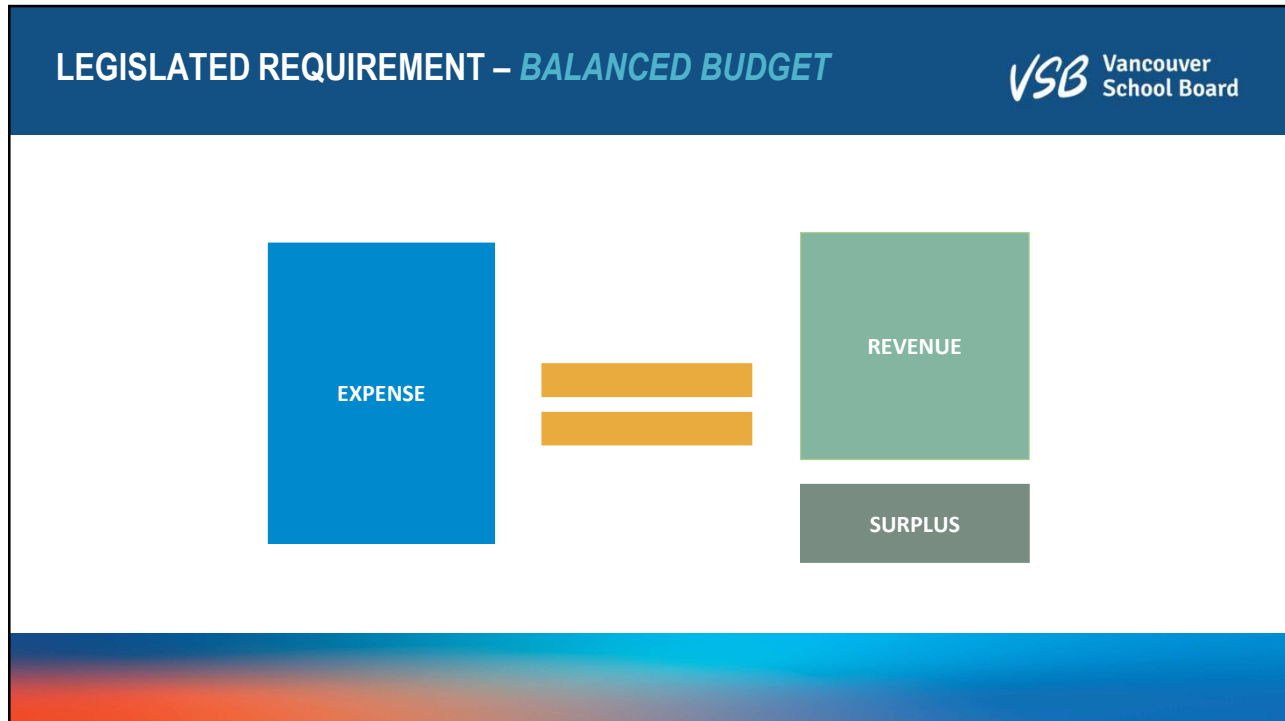 LEGISLATED REQUIREMENT – BALANCED BUDGET
VSB Vancouver
School Board
EXPENSE
REVENUE
SURPLUS